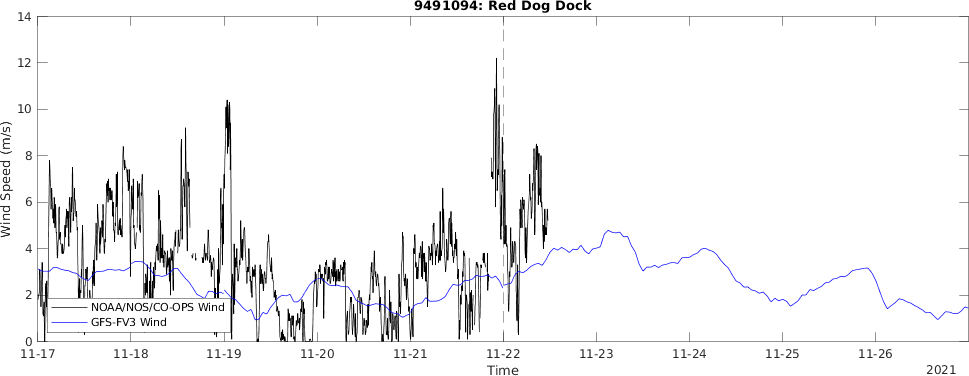 9491094: Red Dog Dock
Wind Speed (m/s)
14
12
10
8
6
4
2
0
NOAA/NOS/CO-OPS Wind
GFS-FV3 Wind
11-17 11-18 11-19 11-20 11-21 11-22 11-23 11-24 11-25 11-26
Time
2021